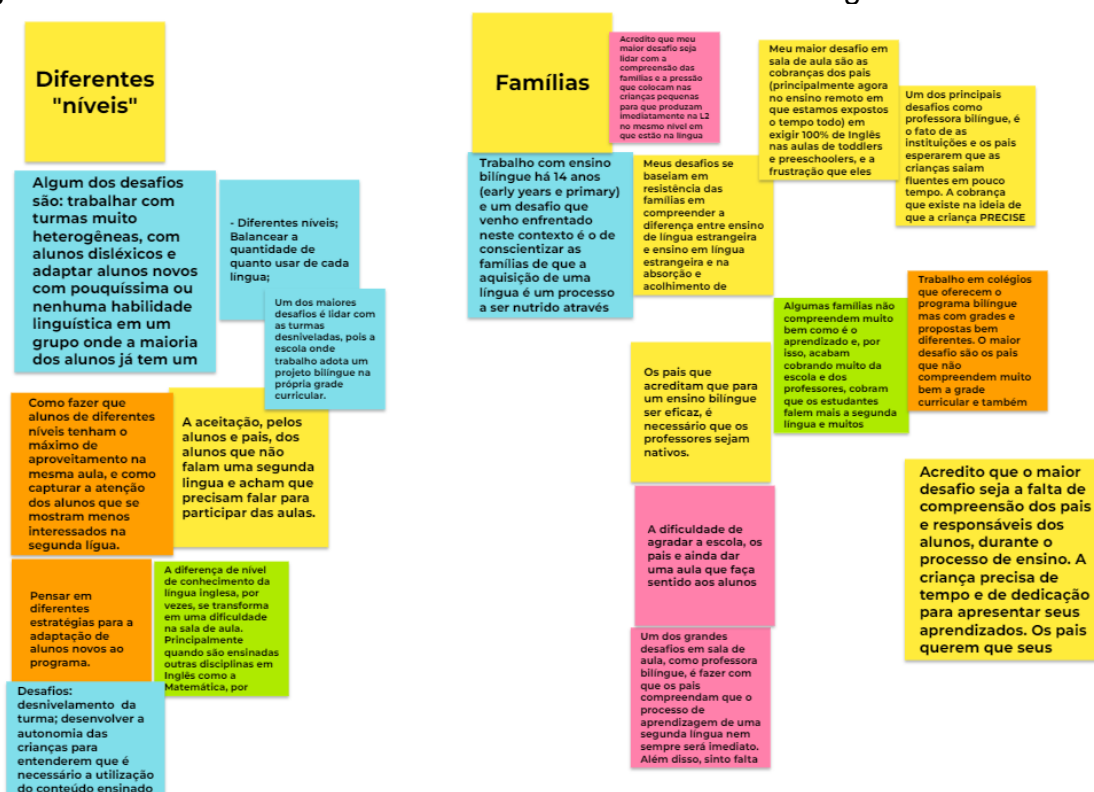 Diferentes
"níveis"
Algum dos desafios
são: trabalhar com
turmas muito
heterogêneas, com
alunos disléxicos e
adaptar alunos novos
com pouquíssima ou
nenhuma habilidade
linguística em um
grupo onde a maioria
dos alunos já tem um
- Diferentes níveis;
Balancear a
quantidade de
quanto usar de cada
língua;
Um dos maiores
desafios é lidar com
as turmas
desniveladas, pois a
escola onde
trabalho adota um
projeto bilíngue na
própria grade
curricular.
Como fazer que
alunos de diferentes
níveis tenham o
máximo de
aproveitamento na
mesma aula, e como
capturar a atenção
dos alunos que se
mostram menos
interessados na
segunda lígua.
A aceitação, pelos
alunos e pais, dos
alunos que não
falam uma segunda
lingua e acham que
precisam falar para
participar das aulas.
Pensar em
diferentes
estratégias para a
adaptação de
alunos novos ao
programa.
A diferença de nível
de conhecimento da
língua inglesa, por
vezes, se transforma
em uma dificuldade
na sala de aula.
Principalmente
quando são ensinadas
outras disciplinas em
Inglês como a
Matemática, por
Desafios:
desnivelamento da
turma; desenvolver a
autonomia das
crianças para
entenderem que é
necessário a utilização
do conteúdo ensinado
Famílias
Acredito que meu
maior desafio seja
lidar com a
compreensão das
famílias e a pressão
que colocam nas
crianças pequenas
para que produzam
imediatamente na L2
no mesmo nível em
que estão na língua
Meu maior desafio em
sala de aula são as
cobranças dos pais
(principalmente agora
no ensino remoto em
que estamos expostos
o tempo todo) em
exigir 100% de Inglês
nas aulas de toddlers
e preeschoolers, e a
frustração que eles
Um dos principais
desafios como
professora bilíngue, é
o fato de as
instituições e os pais
esperarem que as
crianças saiam
fluentes em pouco
tempo. A cobrança
que existe na ideia de
que a criança PRECISE
Trabalho com ensino
bilíngue há 14 anos
(early years e primary)
e um desafio que
venho enfrentado
neste contexto é o de
conscientizar as
famílias de que a
aquisição de uma
língua é um processo
a ser nutrido através
Meus desafios se
baseiam em
resistência das
famílias em
compreender a
diferença entre ensino
de língua estrangeira
e ensino em língua
estrangeira e na
absorção e
acolhimento de
Algumas famílias não
compreendem muito
bem como é o
aprendizado e, por
isso, acabam
cobrando muito da
escola e dos
professores, cobram
que os estudantes
falem mais a segunda
língua e muitos
Trabalho em colégios
que oferecem o
programa bilíngue
mas com grades e
propostas bem
diferentes. O maior
desafio são os pais
que não
compreendem muito
bem a grade
curricular e também
Os pais que
acreditam que para
um ensino bilíngue
ser eficaz, é
necessário que os
professores sejam
nativos.
A dificuldade de
agradar a escola, os
pais e ainda dar
uma aula que faça
sentido aos alunos
Acredito que o maior
desafio seja a falta de
compreensão dos pais
e responsáveis dos
alunos, durante o
processo de ensino. A
criança precisa de
tempo e de dedicação
para apresentar seus
aprendizados. Os pais
querem que seus
Um dos grandes
desafios em sala de
aula, como professora
bilíngue, é fazer com
que os pais
compreendam que o
processo de
aprendizagem de uma
segunda língua nem
sempre será imediato.
Além disso, sinto falta